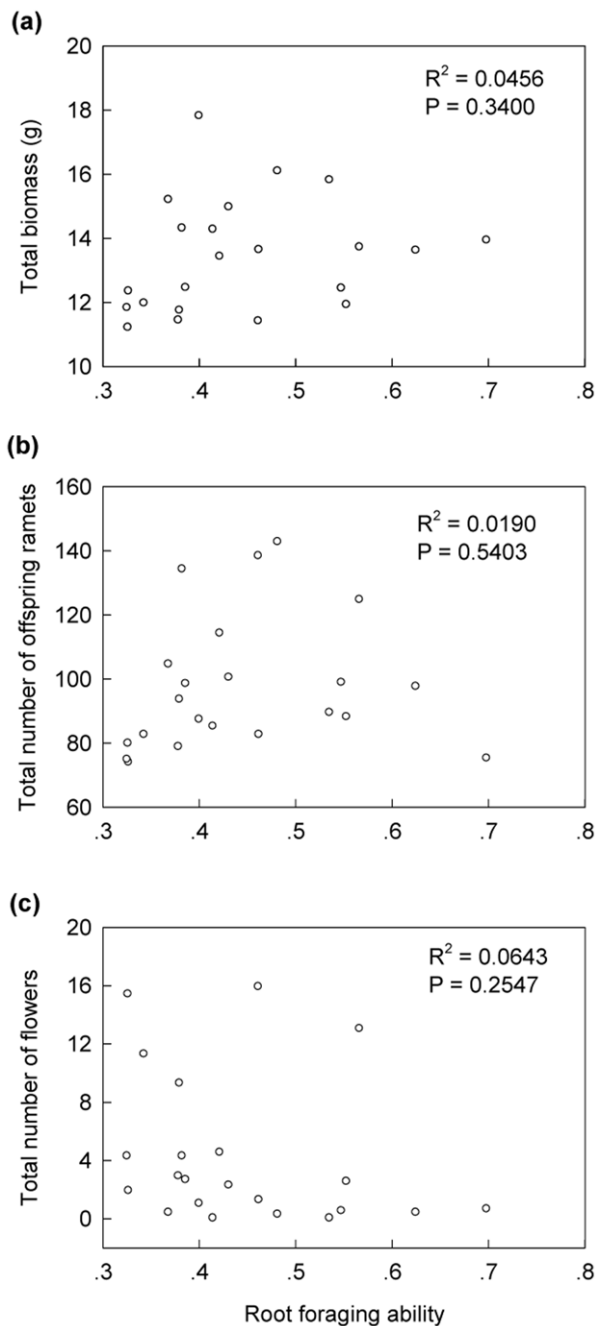 (a)
20
18
16
14
12
10
Total biomass (g)
R² = 0.0456
P = 0.3400
.3 .4 .5 .6 .7 .8
(b)
160
140
120
100
80
60
Total number of offspring ramets
R² = 0.0190
P = 0.5403
.3 .4 .5 .6 .7 .8
(c)
20
16
12
8
4
0
Total number of flowers
R² = 0.0643
P = 0.2547
.3 .4 .5 .6 .7 .8
Root foraging ability